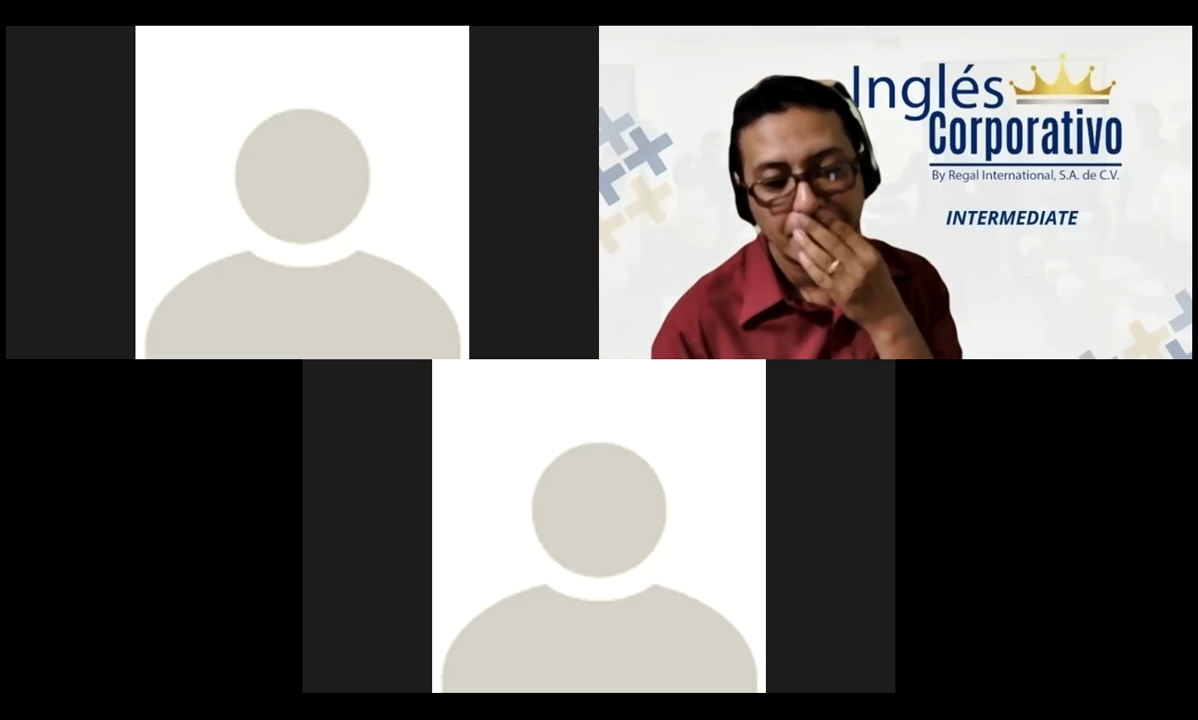 Inglés
Corporativo
By Regal International, S.A. de C.V.
INTERMEDIATE